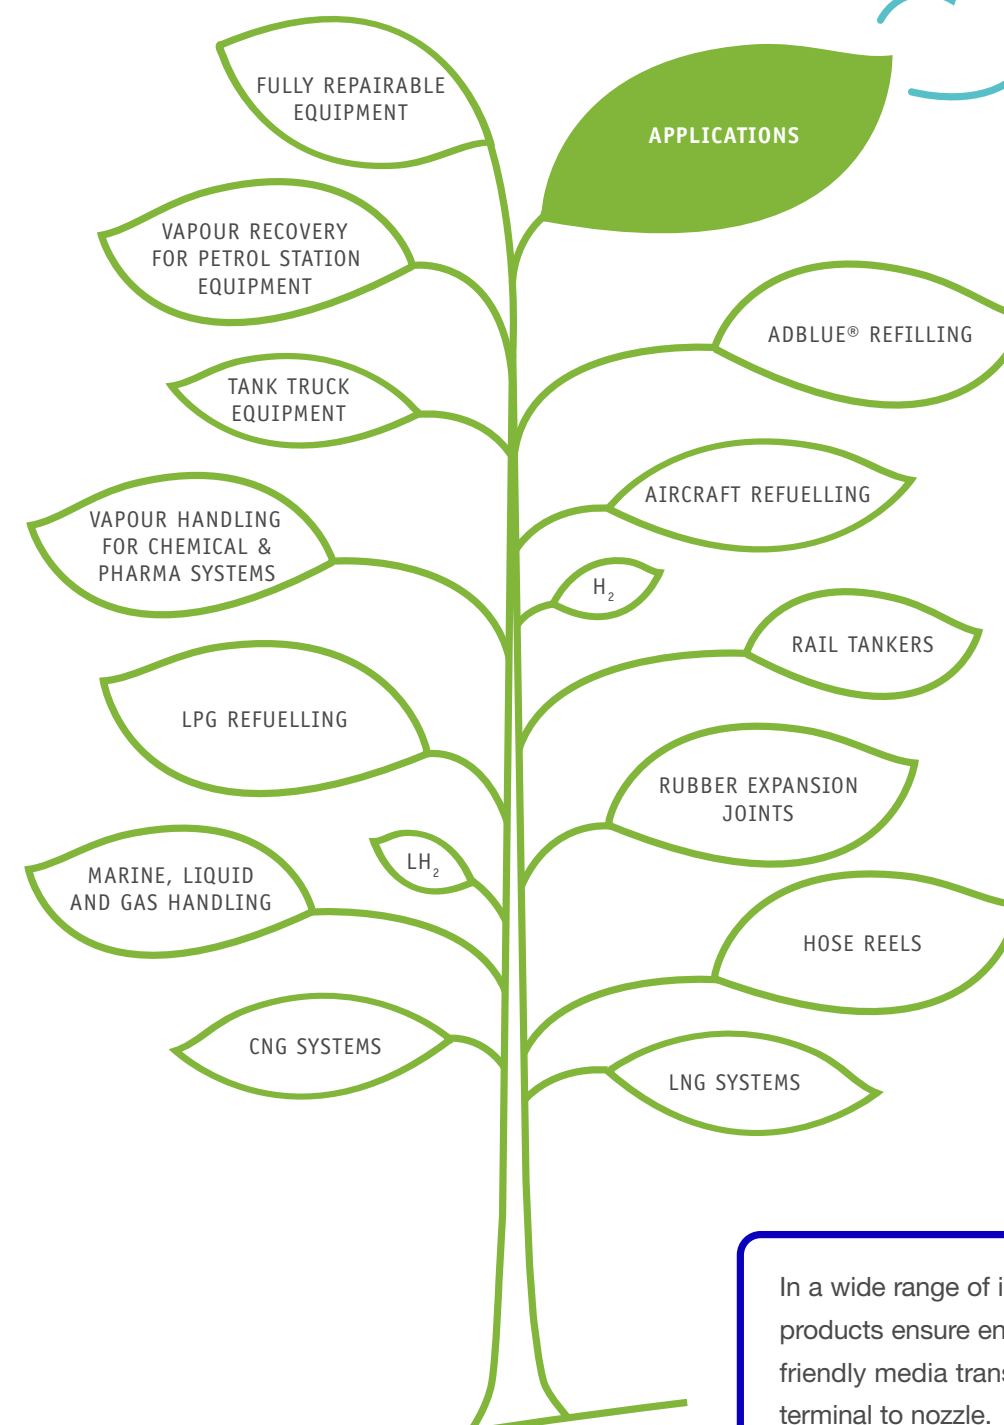 FULLY REPAIRABLE
EQUIPMENT
APPLICATIONS
VAPOUR RECOVERY
FOR PETROL STATION
EQUIPMENT
ADBLUE® REFILLING
TANK TRUCK
EQUIPMENT
AIRCRAFT REFUELLING
VAPOUR HANDLING
FOR CHEMICAL &
PHARMA SYSTEMS
H₂
RAIL TANKERS
LPG REFUELLING
RUBBER EXPANSION
JOINTS
LH₂
MARINE, LIQUID
AND GAS HANDLING
HOSE REELS
CNG SYSTEMS
LNG SYSTEMS
In a wide range of
products ensure
friendly media
terminal to nozzle.